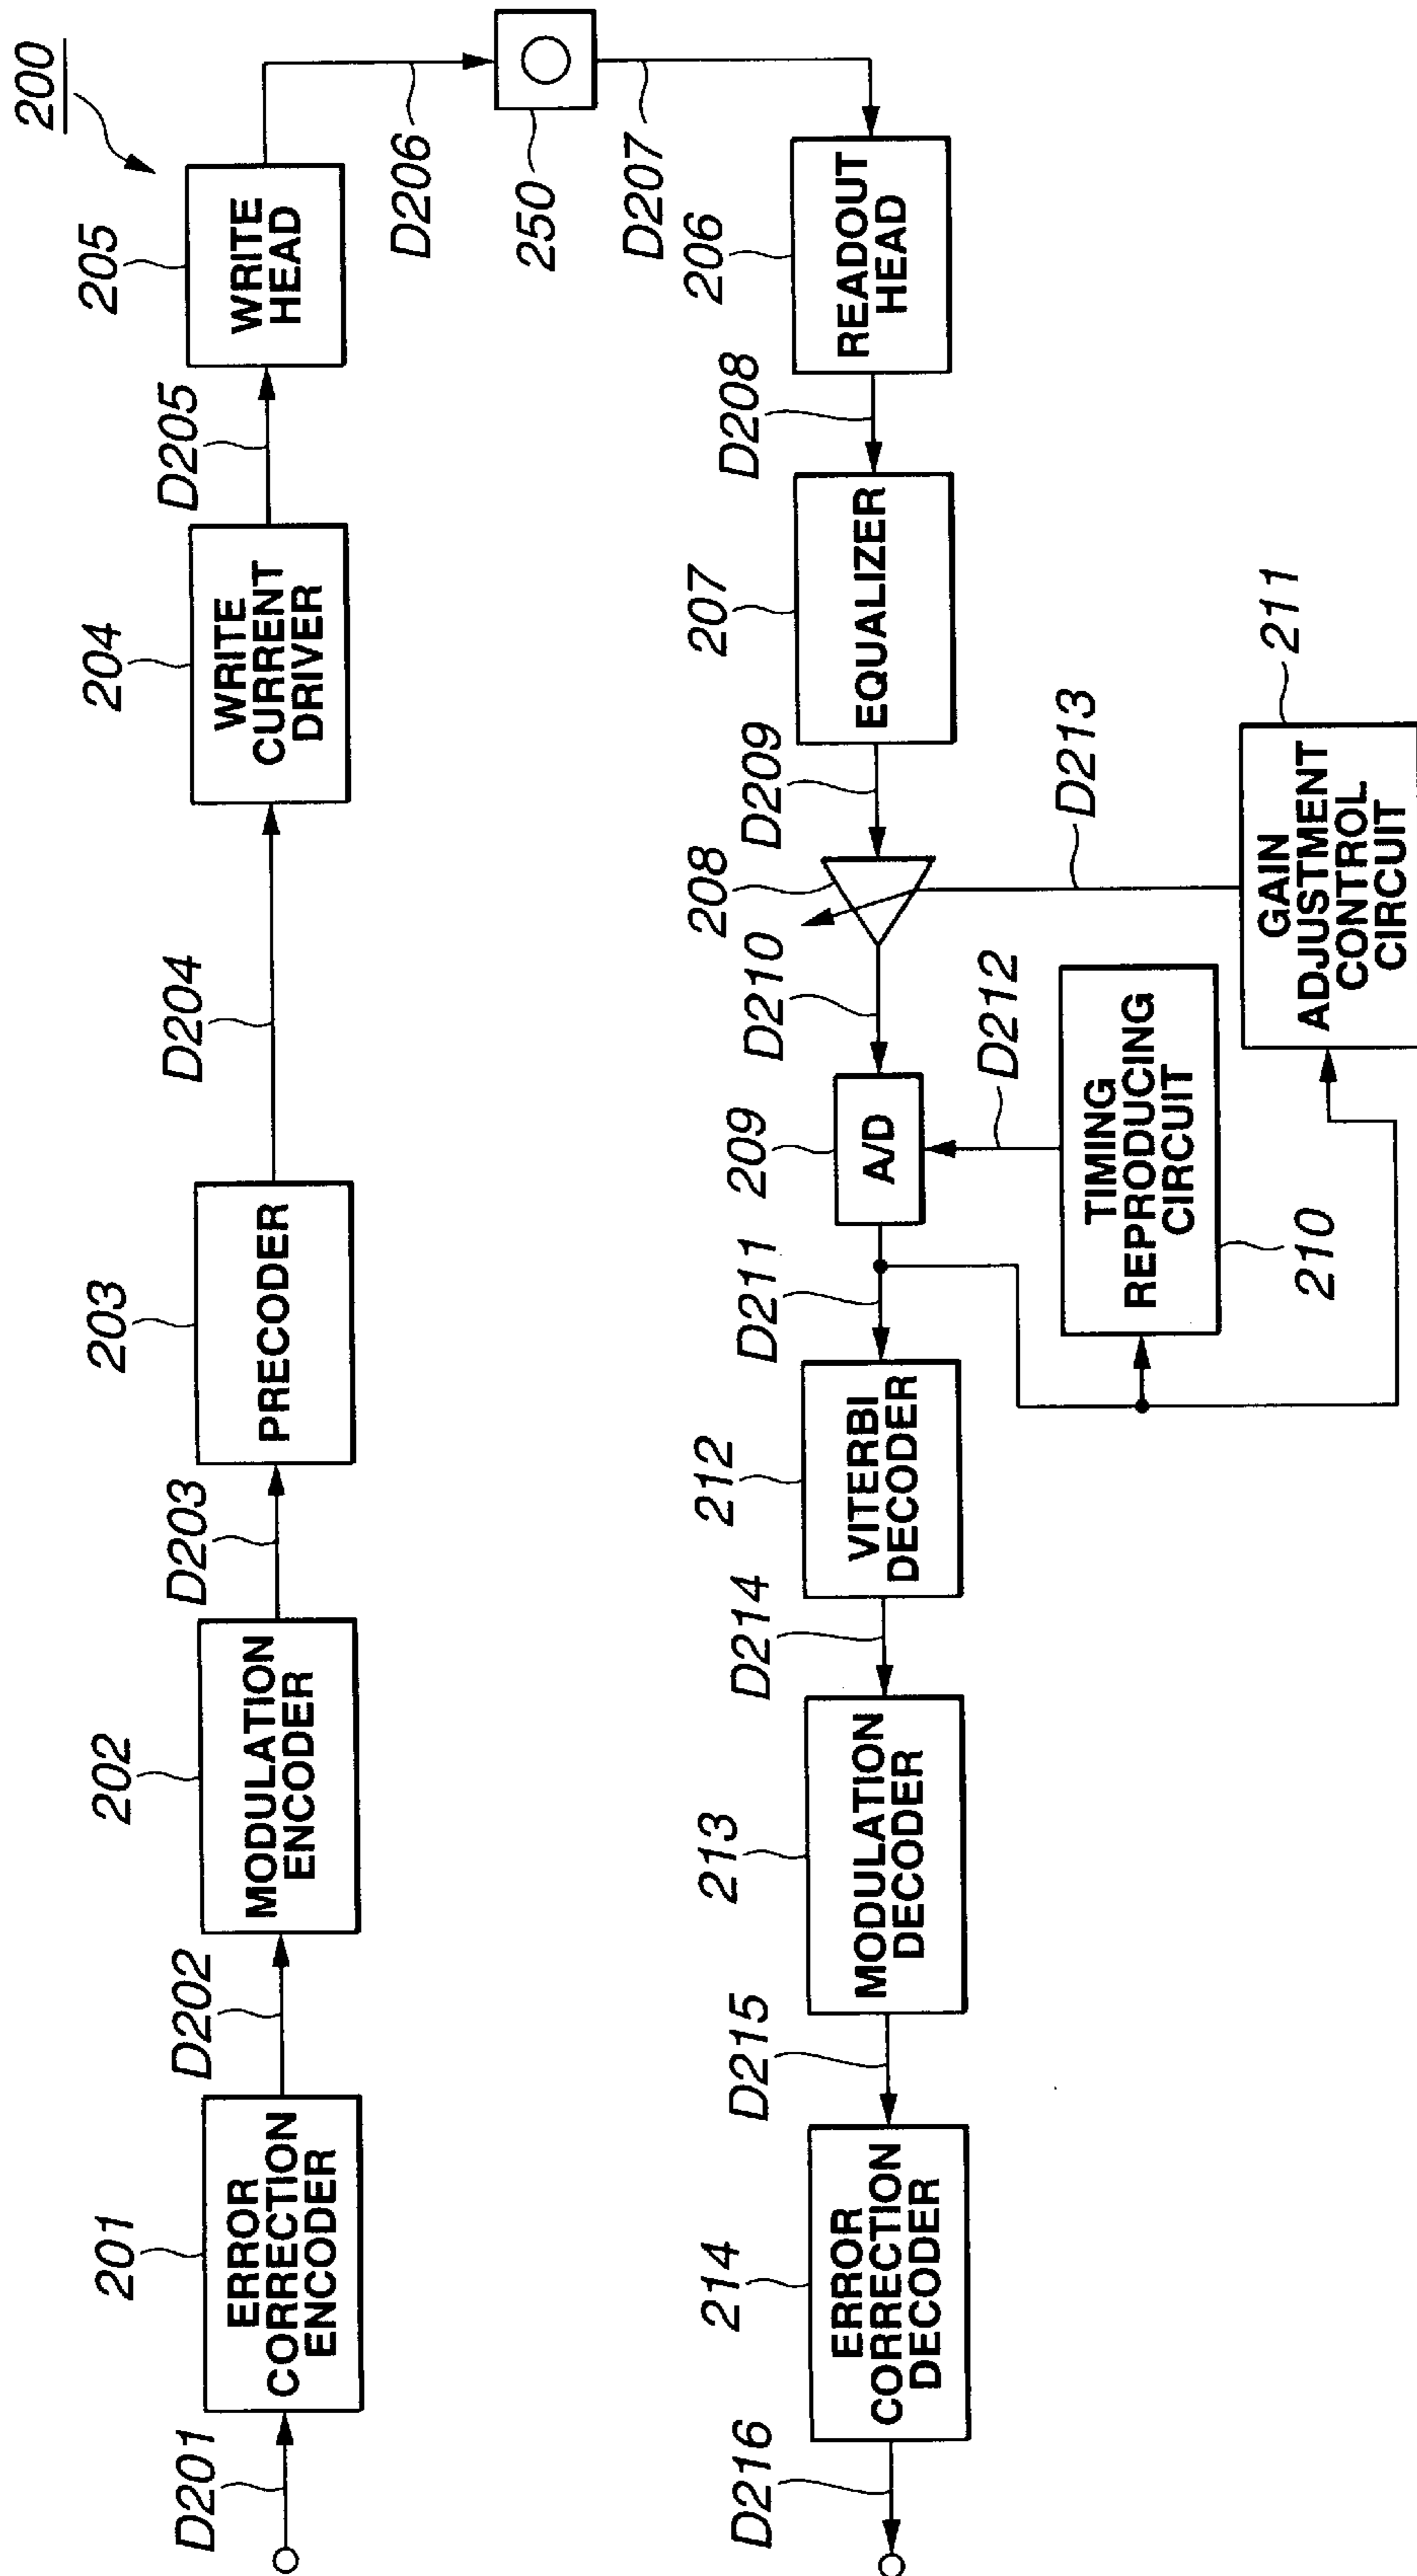 200
D201
201
ERROR
CORRECTION
ENCODER
D202
202
MODULATION
ENCODER
D203
203
PRECODER
D204
204
WRITE
CURRENT
DRIVER
D205
205
WRITE
HEAD
D206
250
D207
206
READOUT
HEAD
D208
207
EQUALIZER
D209
208
D210
209
A/D
D211
D212
TIMING
REPRODUCING
CIRCUIT
210
D213
211
GAIN
ADJUSTMENT
CONTROL
CIRCUIT
212
VITERBI
DECODER
D214
213
MODULATION
DECODER
D215
214
ERROR
CORRECTION
DECODER
D216